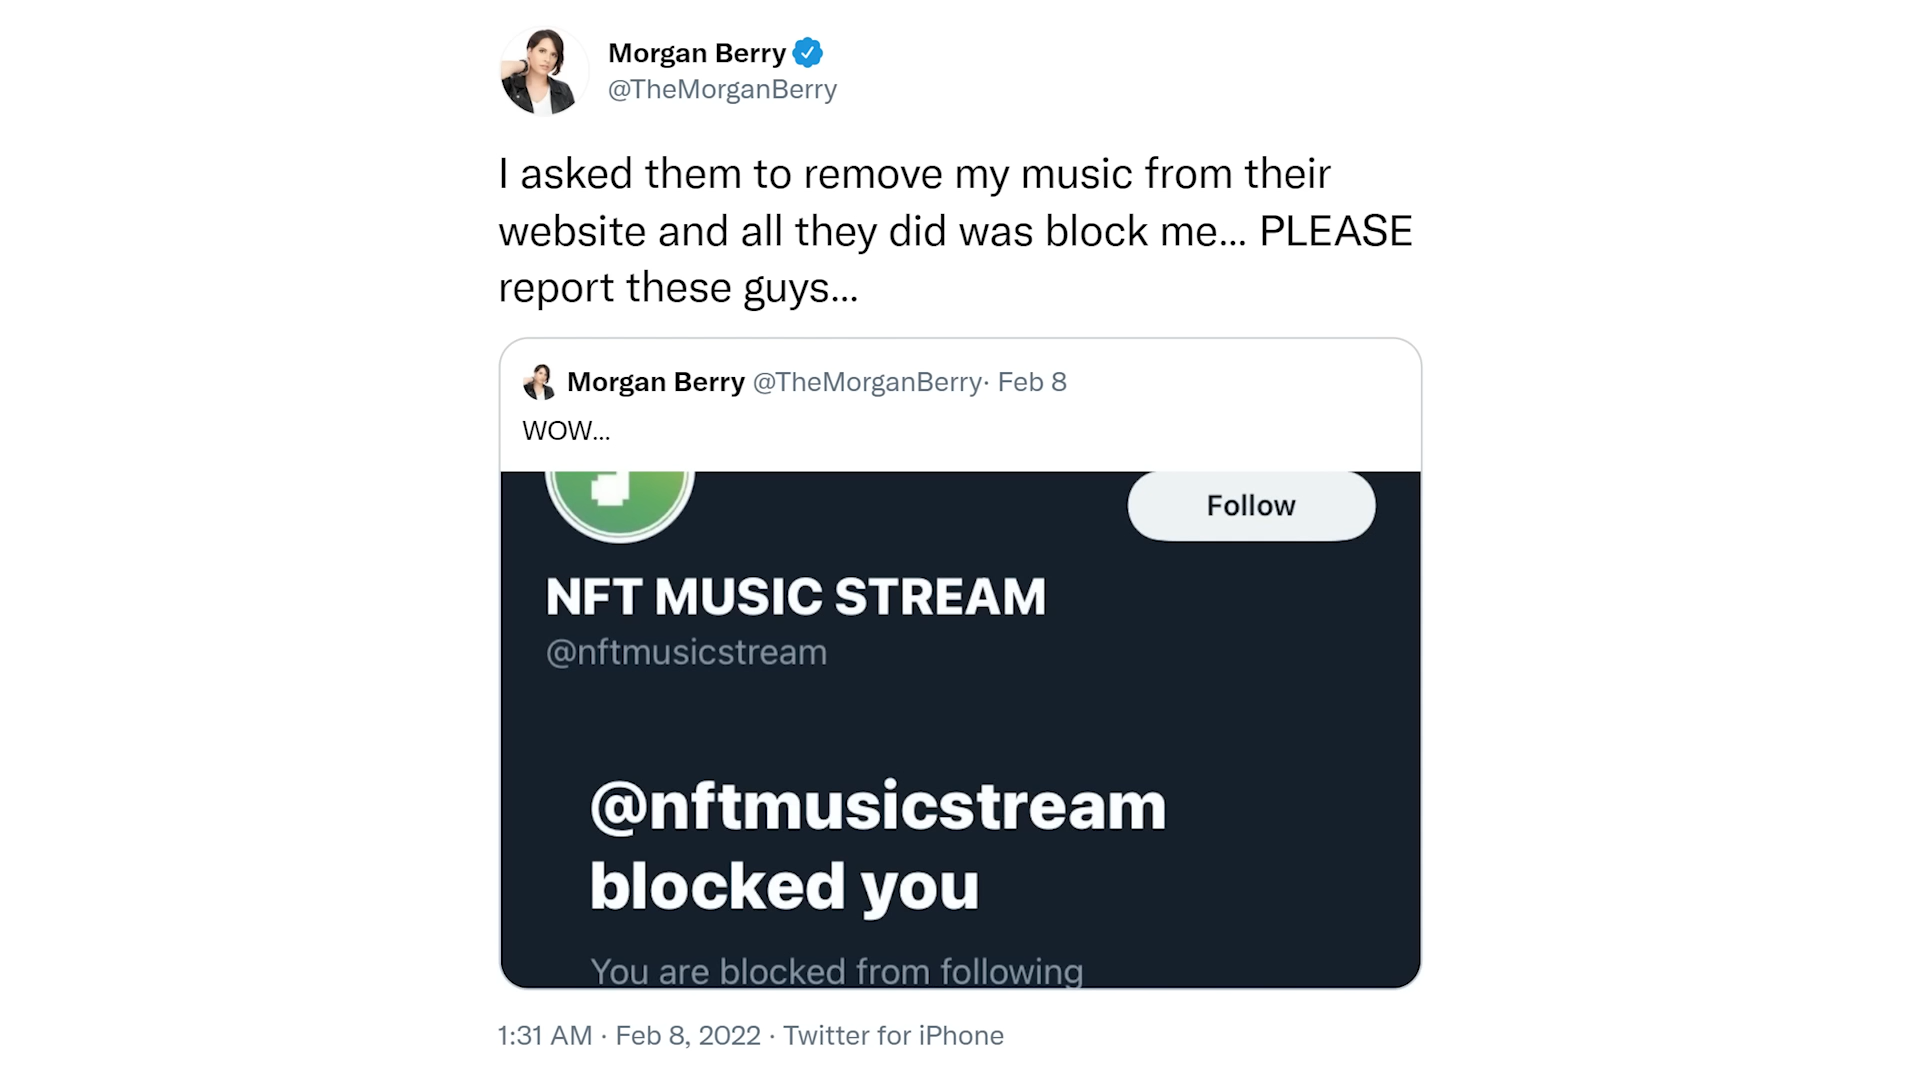 Morgan Berry
@TheMorganBerry
I asked them to remove my music from their
website and all they did was block me... PLEASE
report these guys...
Morgan Berry @TheMorganBerry· Feb 8
WOW...
Follow
NFT MUSIC STREAM
@nftmusicstream
@nftmusicstream
blocked you
You are blocked from following
1:31 AM · Feb 8, 2022 · Twitter for iPhone